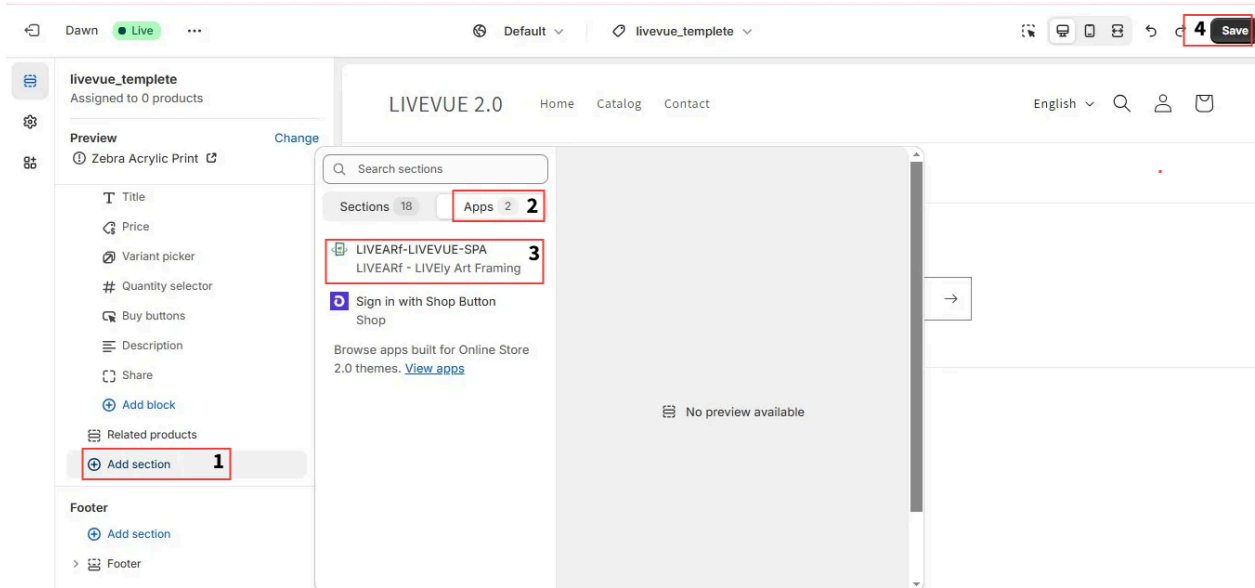 Dawn Live ...
Default
livevue_template
4 Save
livevue_templete
Assigned to 0 products
Preview Change
Zebra Acrylic Print
Title
Price
Variant picker
Quantity selector
Buy buttons
Description
Share
Add block
Related products
Add section 1
Footer
Add section
Footer
LIVEVUE 2.0 Home Catalog Contact English
Search sections
Sections 18 Apps 2 2
LIVEARf-LIVEVUE-SPA 3
LIVEARf - LIVEly Art Framing
Sign in with Shop Button
Shop
Browse apps built for Online Store
2.0 themes. View apps
No preview available